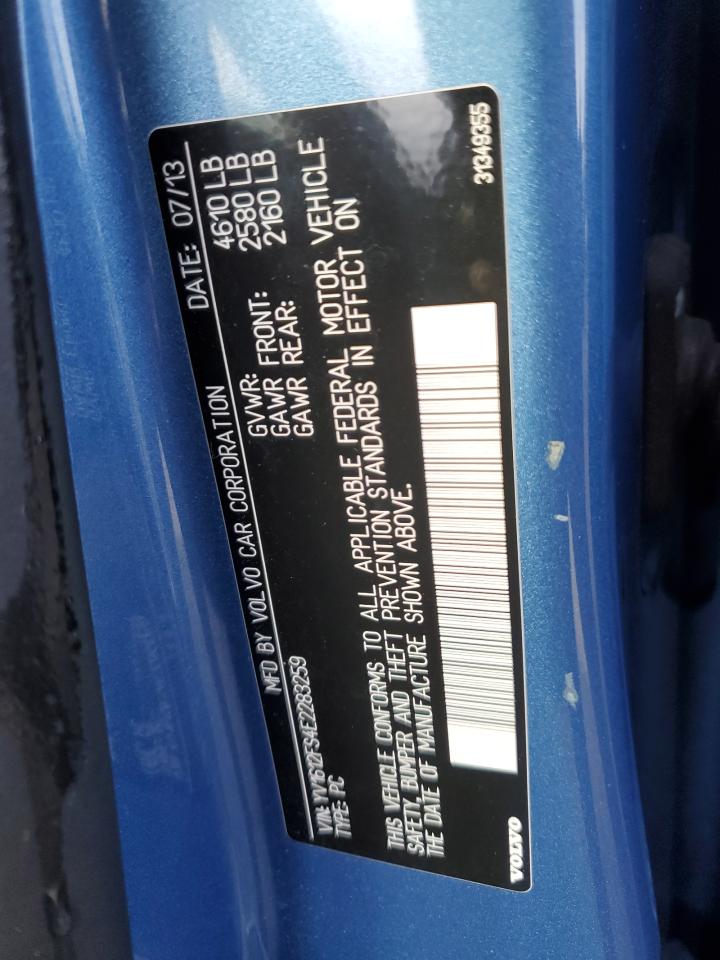 MFD BY VOLVO CAR CORPORATION DATE: 07/13
VIN: YV1612FS4E2283259
TYPE: PC
GVWR: 4610 LB
GAWR FRONT: 2580 LB
GAWR REAR: 2160 LB
THIS VEHICLE CONFORMS TO ALL APPLICABLE FEDERAL MOTOR VEHICLE
SAFETY, BUMPER AND THEFT PREVENTION STANDARDS IN EFFECT ON
THE DATE OF MANUFACTURE SHOWN ABOVE.
VOLVO
31349355